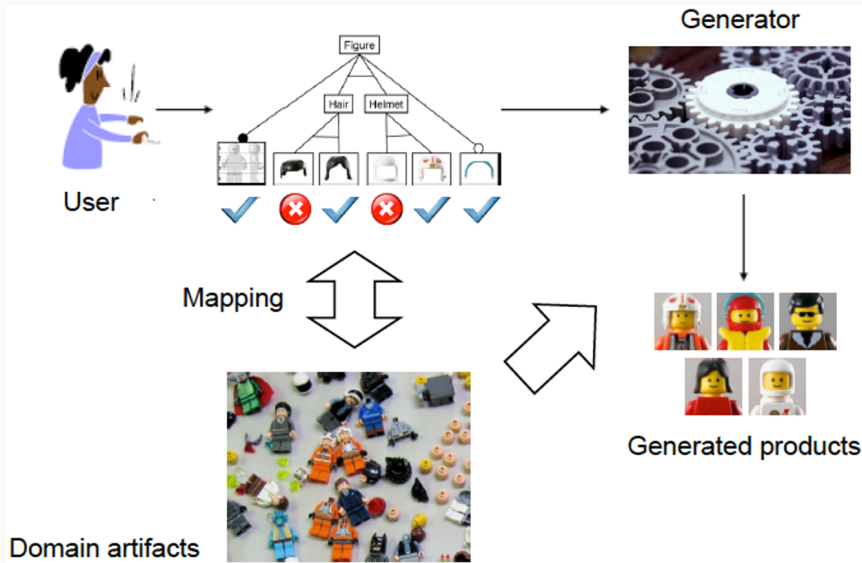 Generator
Figure
Hair
Helmet
User
Mapping
Generated products
Domain artifacts